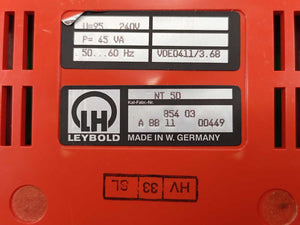 U=95...240V
P= 45 VA
50...60 Hz VDE0411/3.68
NT 50
Kat-Fabr.-Nr.
854 03
A 88 11 00449
LH
LEYBOLD
MADE IN W. GERMANY
HV 33 SL